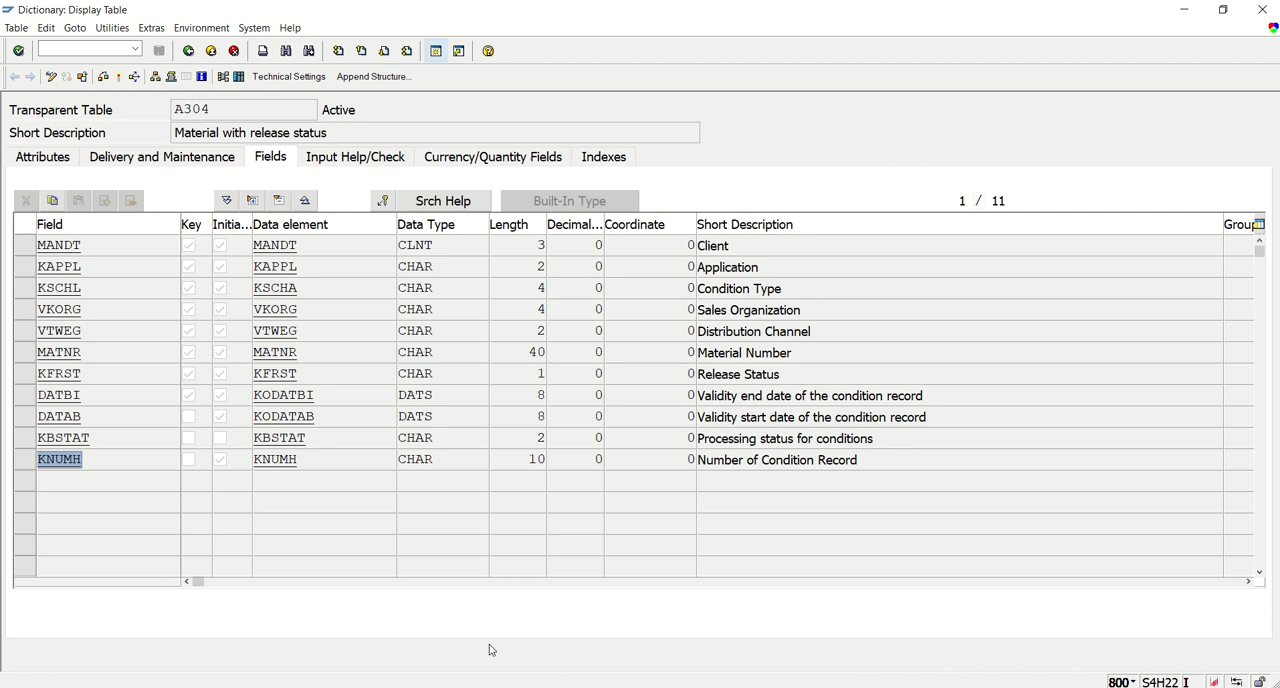 Dictionary: Display Table
Table Edit Goto Utilities Extras Environment System Help
Technical Settings Append Structure...
Transparent Table A304 Active
Short Description Material with release status
Attributes Delivery and Maintenance Fields Input Help/Check Currency/Quantity Fields Indexes
Srch Help Built-In Type 1 / 11
Field Key Initia... Data element Data Type Length Decimal... Coordinate Short Description Group
MANDT MANDT CLNT 3 0 0 Client
KAPPL KAPPL CHAR 2 0 0 Application
KSCHL KSCHA CHAR 4 0 0 Condition Type
VKORG VKORG CHAR 4 0 0 Sales Organization
VTWEG VTWEG CHAR 2 0 0 Distribution Channel
MATNR MATNR CHAR 40 0 0 Material Number
KFRST KFRST CHAR 1 0 0 Release Status
DATBI KODATBI DATS 8 0 0 Validity end date of the condition record
DATAB KODATAB DATS 8 0 0 Validity start date of the condition record
KBSTAT KBSTAT CHAR 2 0 0 Processing status for conditions
KNUMH KNUMH CHAR 10 0 0 Number of Condition Record
800 S4H22 I